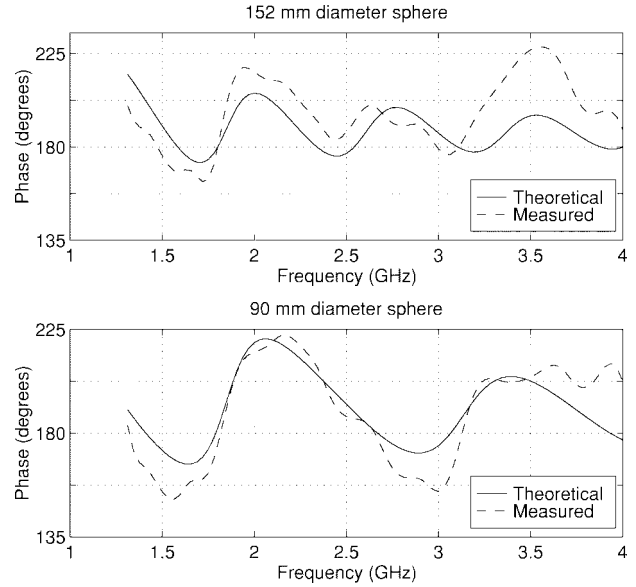 152 mm diameter sphere
225
180
135
Phase (degrees)
Theoretical
Measured
1 1.5 2 2.5 3 3.5 4
Frequency (GHz)
90 mm diameter sphere
225
180
135
Phase (degrees)
Theoretical
Measured
1 1.5 2 2.5 3 3.5 4
Frequency (GHz)